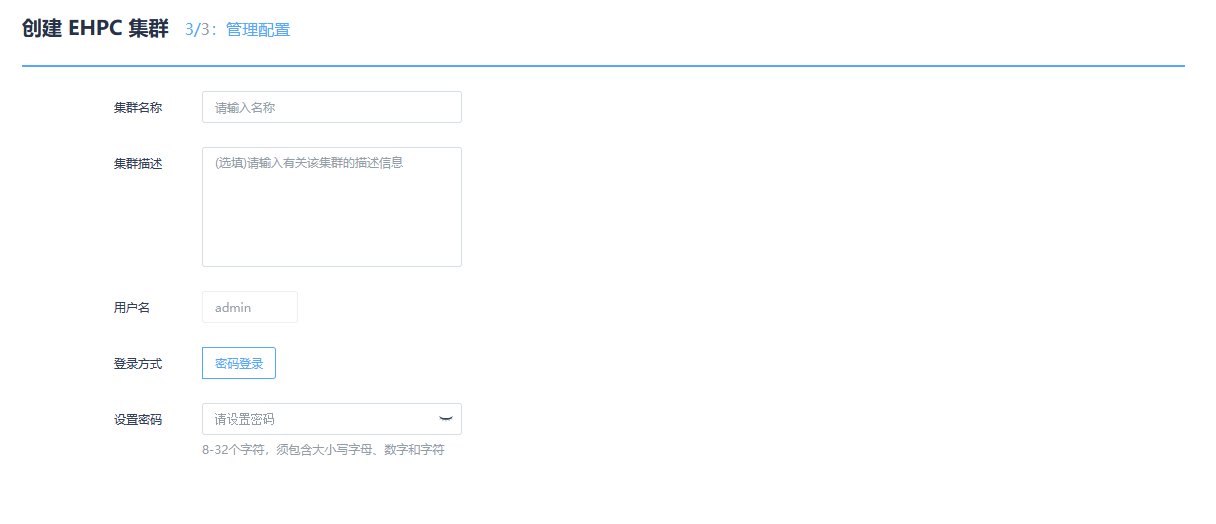 创建 EHPC 集群 3/3：管理配置
集群名称 请输入名称
集群描述 (选填)请输入有关该集群的描述信息
用户名 admin
登录方式 密码登录
设置密码 请设置密码
8-32个字符，须包含大小写字母、数字和字符